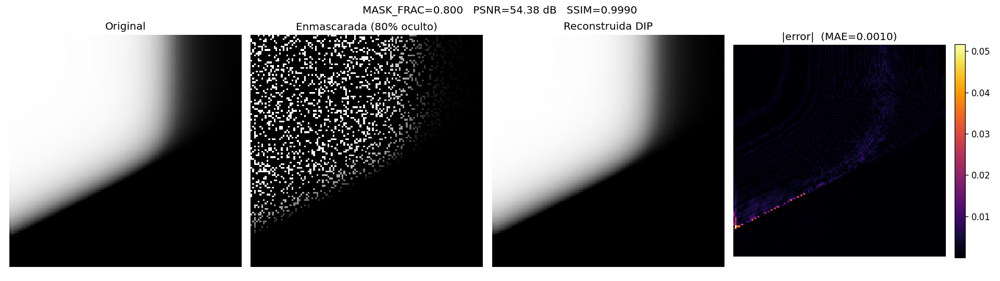 MASK_FRAC=0.800   PSNR=54.38 dB   SSIM=0.9990
Original
Enmascarada (80% oculto)
Reconstruida DIP
|error|  (MAE=0.0010)
0.05
0.04
0.03
0.02
0.01